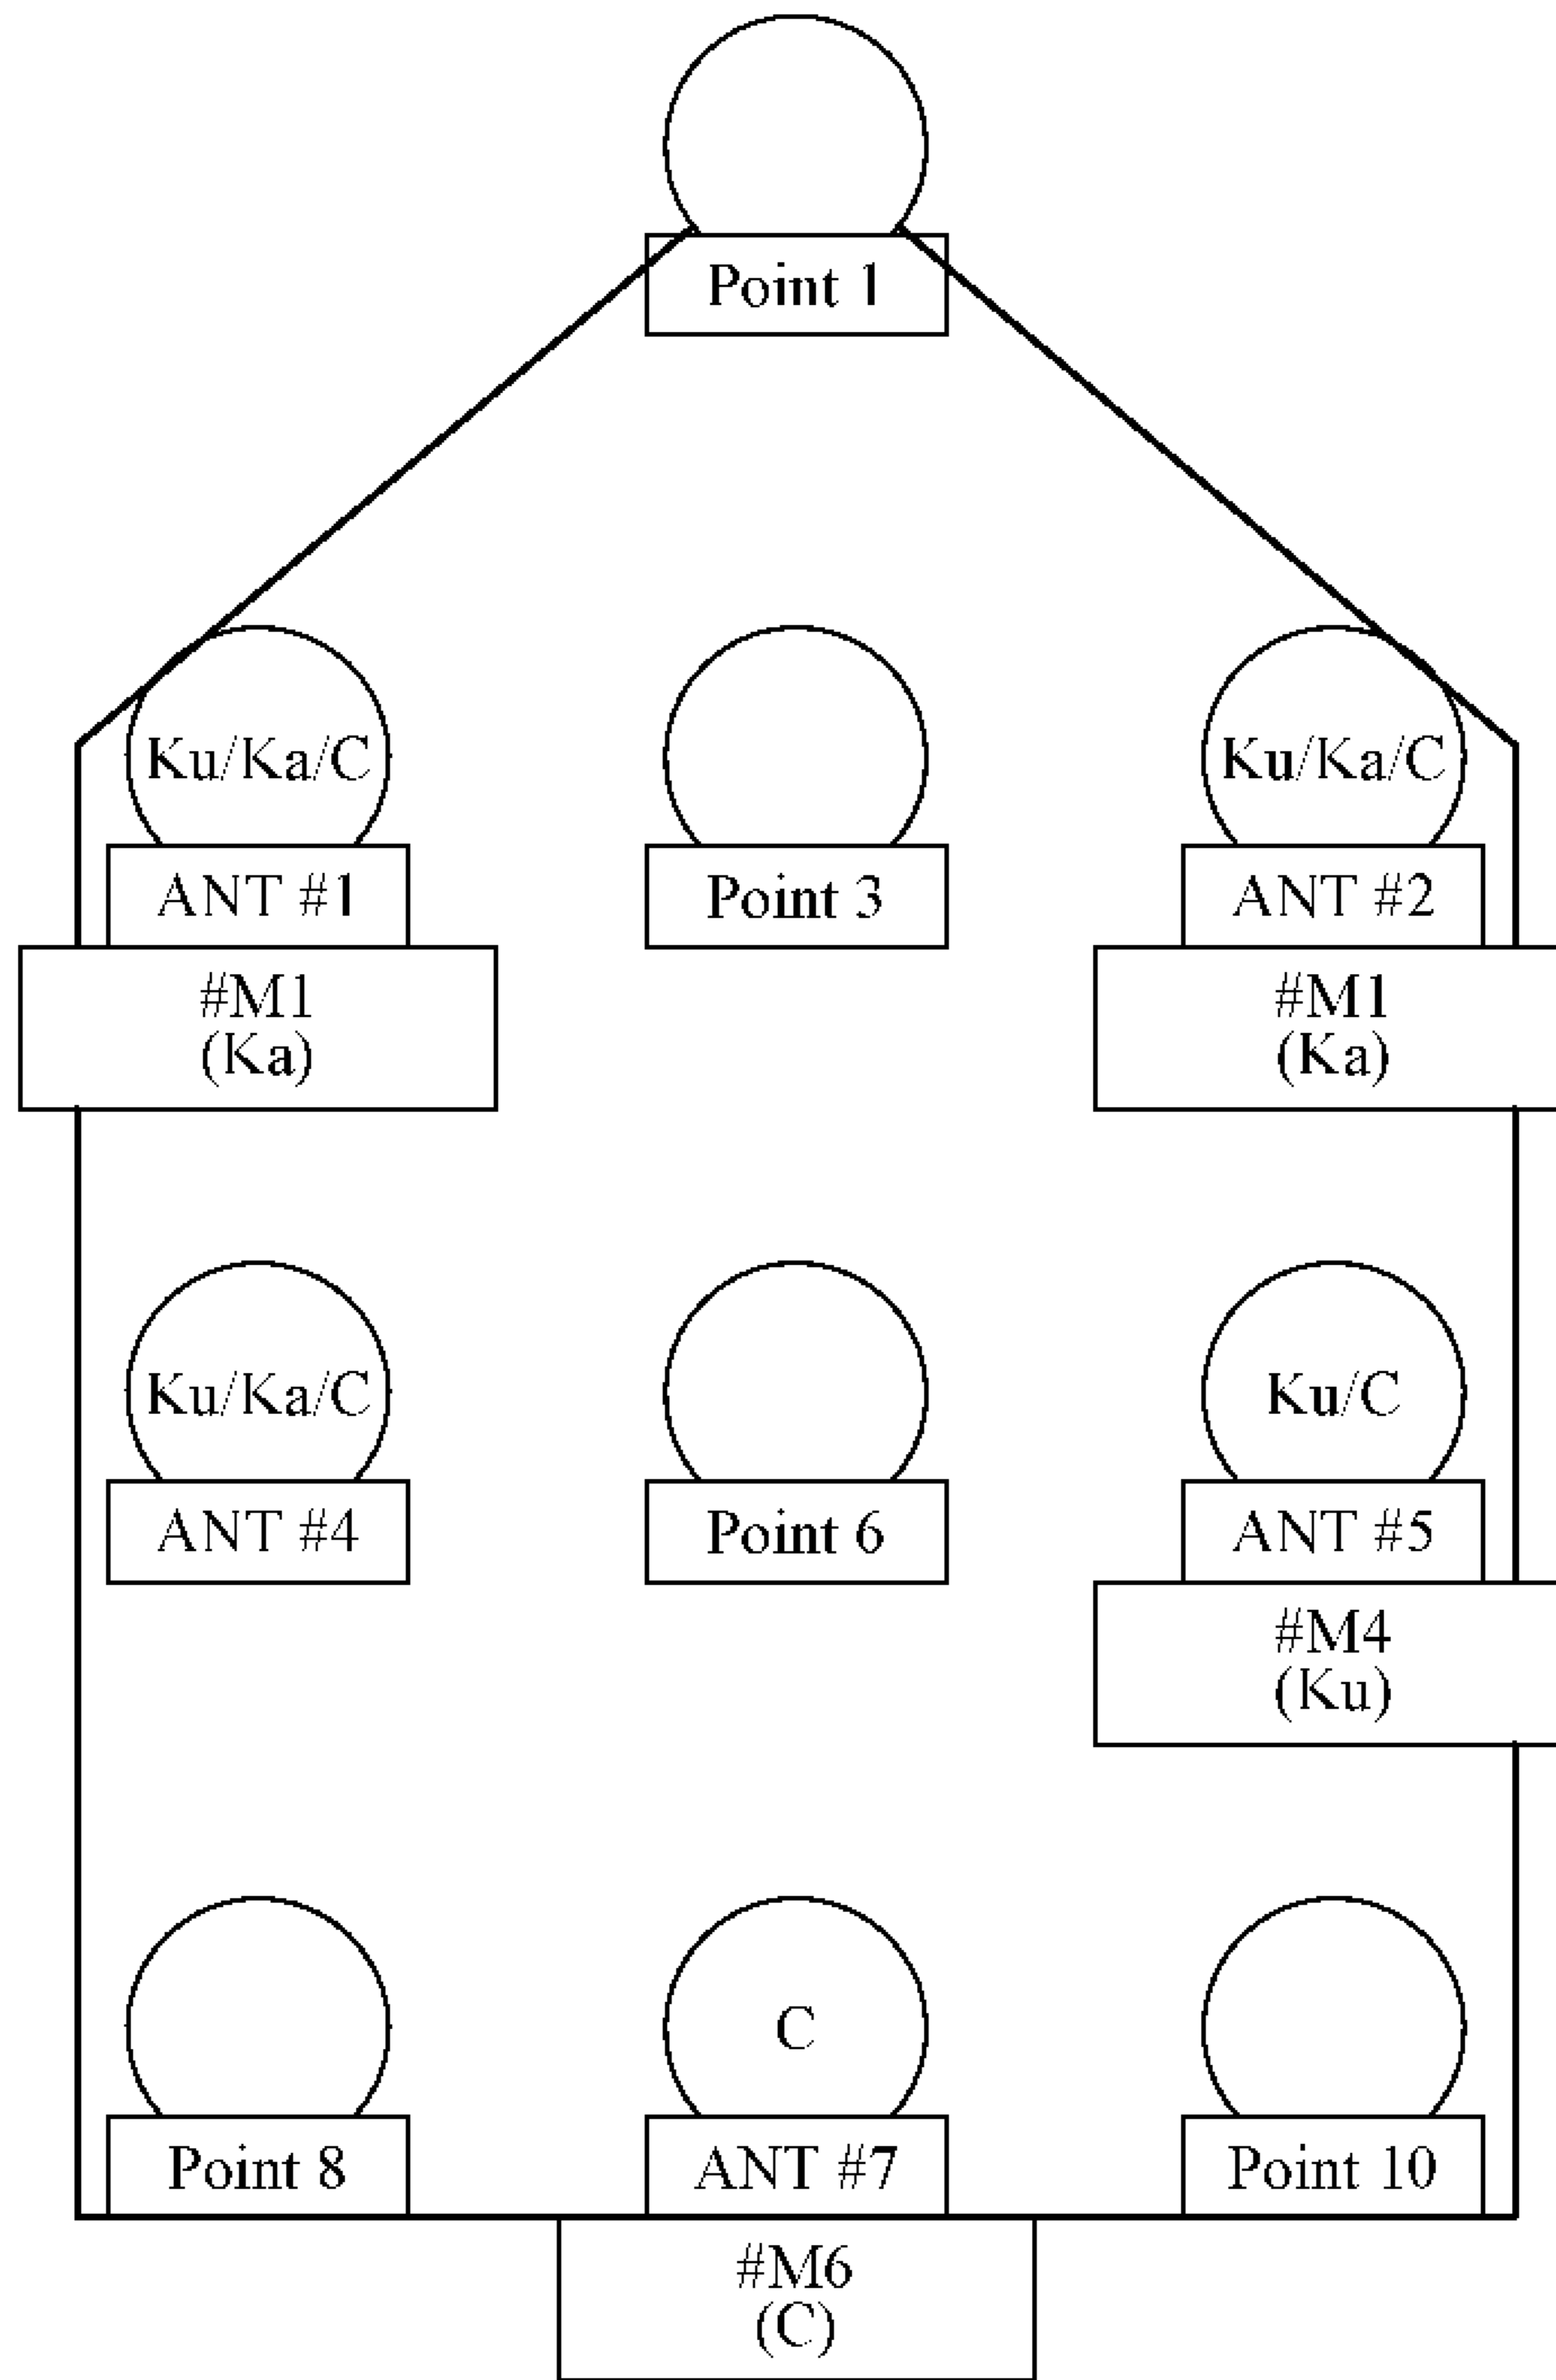 Point 1
Ku/Ka/C
Ku/Ka/C
ANT #1
Point 3
ANT #2
#M1
(Ka)
#M1
(Ka)
Ku/Ka/C
Ku/C
ANT #4
Point 6
ANT #5
#M4
(Ku)
C
Point 8
ANT #7
Point 10
#M6
(C)